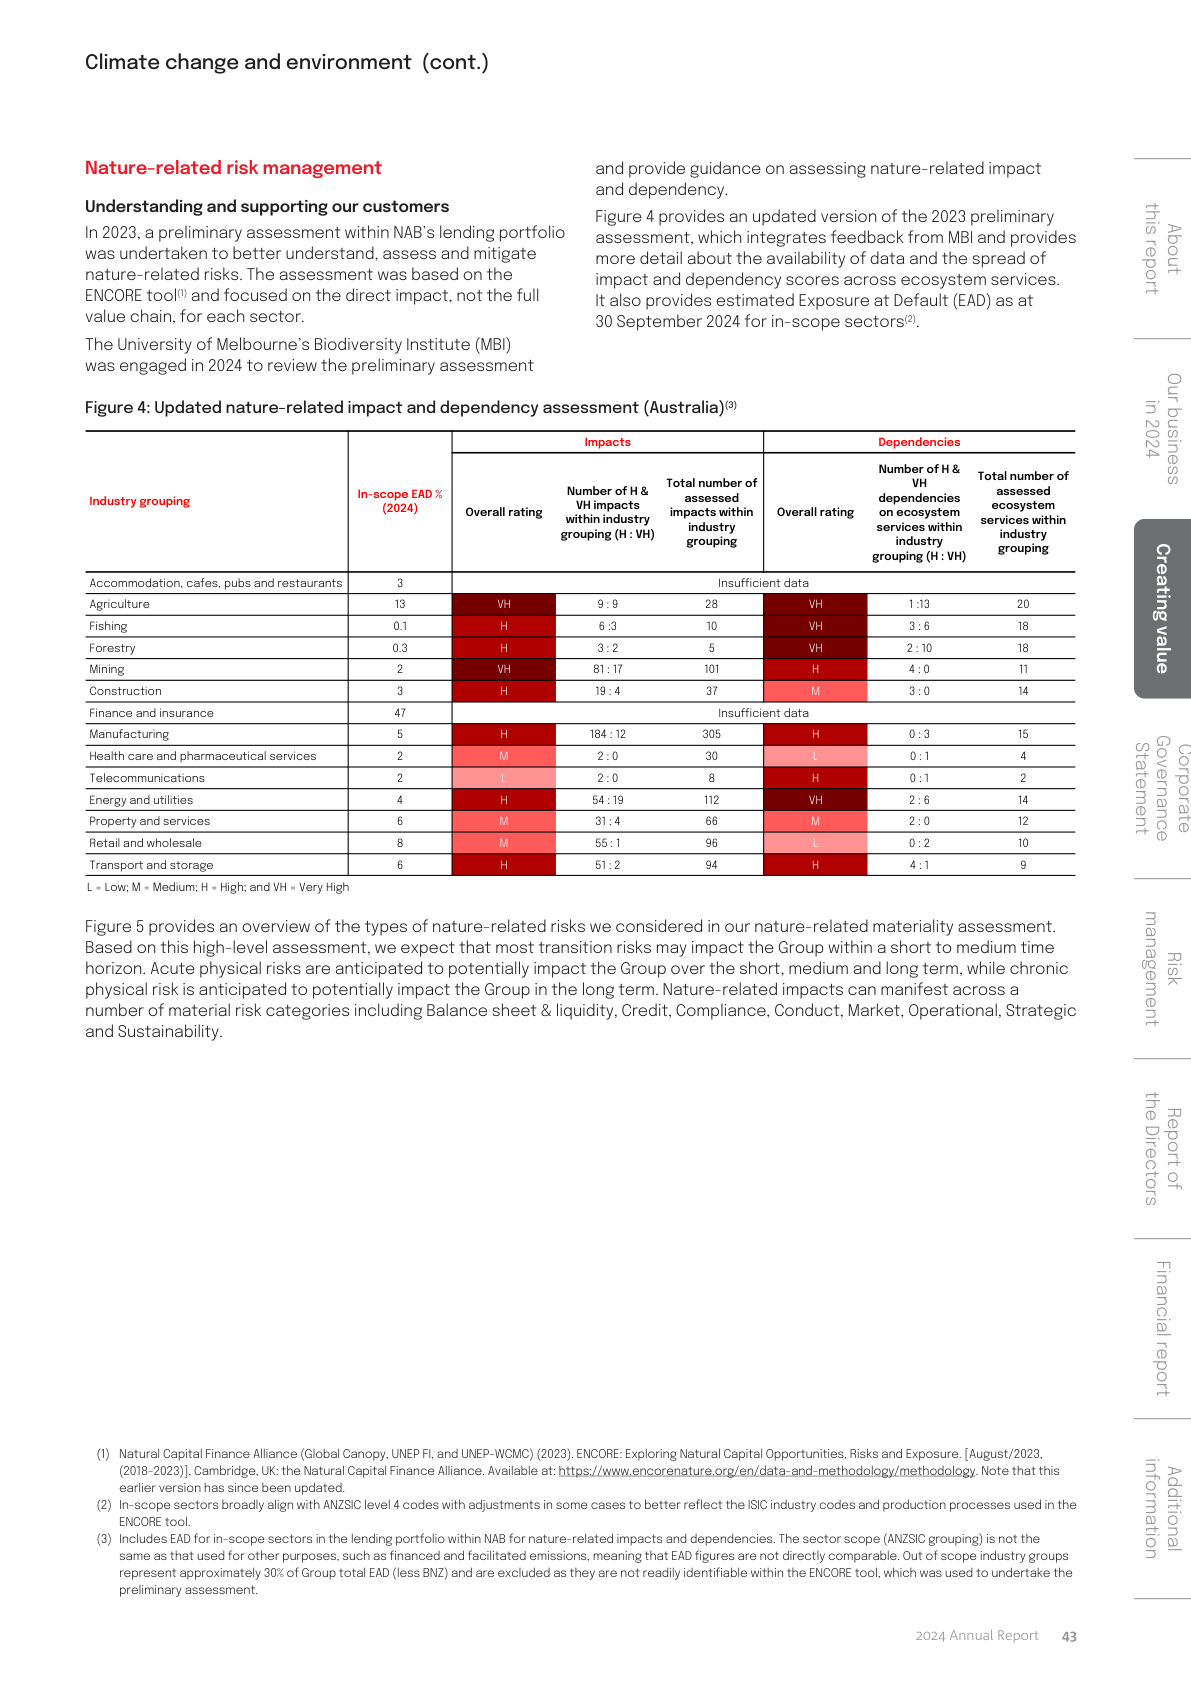 Climate change and environment  (cont.)
Nature-related risk management
Understanding and supporting our customers
In 2023, a preliminary assessment within NAB's lending portfolio
was undertaken to better understand, assess and mitigate
nature-related risks. The assessment was based on the
ENCORE tool(1) and focused on the direct impact, not the full
value chain, for each sector.
The University of Melbourne's Biodiversity Institute (MBI)
was engaged in 2024 to review the preliminary assessment
and provide guidance on assessing nature-related impact
and dependency.
Figure 4 provides an updated version of the 2023 preliminary
assessment, which integrates feedback from MBI and provides
more detail about the availability of data and the spread of
impact and dependency scores across ecosystem services.
It also provides estimated Exposure at Default (EAD) as at
30 September 2024 for in-scope sectors(2).
Figure 4: Updated nature-related impact and dependency assessment (Australia)(3)
Impacts Dependencies
Industry grouping
In-scope EAD %
(2024)
Overall rating
Number of H &
VH impacts
within industry
grouping (H : VH)
Total number of
assessed
impacts within
industry
grouping
Overall rating
Number of H &
VH
dependencies
on ecosystem
services within
industry
grouping (H : VH)
Total number of
assessed
ecosystem
services within
industry
grouping
Accommodation, cafes, pubs and restaurants 3 Insufficient data
Agriculture 13 VH 9 : 9 28 VH 1 :13 20
Fishing 0.1 H 6 :3 10 VH 3 : 6 18
Forestry 0.3 H 3 : 2 5 VH 2 : 10 18
Mining 2 VH 81 : 17 101 H 4 : 0 11
Construction 3 H 19 : 4 37 M 3 : 0 14
Finance and insurance 47 Insufficient data
Manufacturing 5 H 184 : 12 305 H 0 : 3 15
Health care and pharmaceutical services 2 M 2 : 0 30 L 0 : 1 4
Telecommunications 2 L 2 : 0 8 H 0 : 1 2
Energy and utilities 4 H 54 : 19 112 VH 2 : 6 14
Property and services 6 M 31 : 4 66 M 2 : 0 12
Retail and wholesale 8 M 55 : 1 96 L 0 : 2 10
Transport and storage 6 H 51 : 2 94 H 4 : 1 9
L = Low; M = Medium; H = High; and VH = Very High
Figure 5 provides an overview of the types of nature-related risks we considered in our nature-related materiality assessment.
Based on this high-level assessment, we expect that most transition risks may impact the Group within a short to medium time
horizon. Acute physical risks are anticipated to potentially impact the Group over the short, medium and long term, while chronic
physical risk is anticipated to potentially impact the Group in the long term. Nature-related impacts can manifest across a
number of material risk categories including Balance sheet & liquidity, Credit, Compliance, Conduct, Market, Operational, Strategic
and Sustainability.
(1) Natural Capital Finance Alliance (Global Canopy, UNEP FI, and UNEP-WCMC) (2023). ENCORE: Exploring Natural Capital Opportunities, Risks and Exposure. [August/2023,
(2018-2023)], Cambridge, UK: the Natural Capital Finance Alliance. Available at: https://www.encorenature.org/en/data-and-methodology/methodology. Note that this
earlier version has since been updated.
(2) In-scope sectors broadly align with ANZSIC level 4 codes with adjustments in some cases to better reflect the ISIC industry codes and production processes used in the
ENCORE tool.
(3) Includes EAD for in-scope sectors in the lending portfolio within NAB for nature-related impacts and dependencies. The sector scope (ANZSIC grouping) is not the
same as that used for other purposes, such as financed and facilitated emissions, meaning that EAD figures are not directly comparable. Out of scope industry groups
represent approximately 30% of Group total EAD (less BNZ) and are excluded as they are not readily identifiable within the ENCORE tool, which was used to undertake the
preliminary assessment.
2024 Annual Report 43
About
this report
Our business
in 2024
Creating value
Corporate
Governance
Statement
Risk
management
Report of
the Directors
Financial report
Additional
information